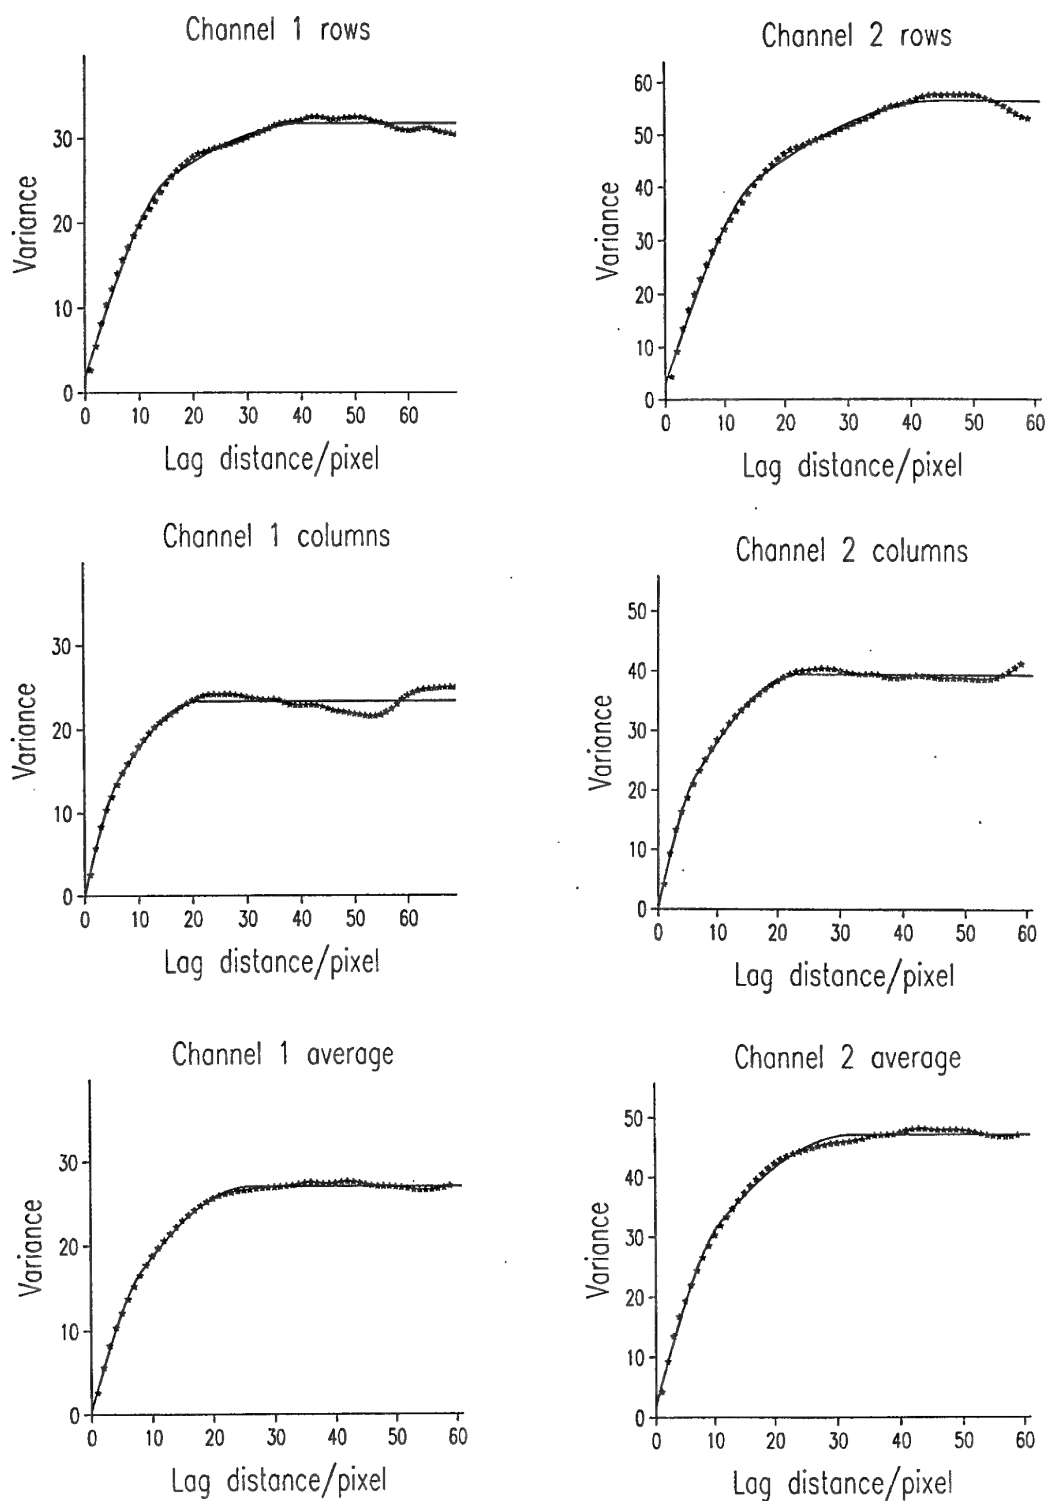 Channel 1 rows
Variance
30
20
10
0
0 10 20 30 40 50 60
Lag distance/pixel
Channel 2 rows
Variance
60
50
40
30
20
10
0
0 10 20 30 40 50 60
Lag distance/pixel
Channel 1 columns
Variance
30
20
10
0
0 10 20 30 40 50 60
Lag distance/pixel
Channel 2 columns
Variance
50
40
30
20
10
0
0 10 20 30 40 50 60
Lag distance/pixel
Channel 1 average
Variance
30
20
10
0
0 10 20 30 40 50 60
Lag distance/pixel
Channel 2 average
Variance
50
40
30
20
10
0
0 10 20 30 40 50 60
Lag distance/pixel